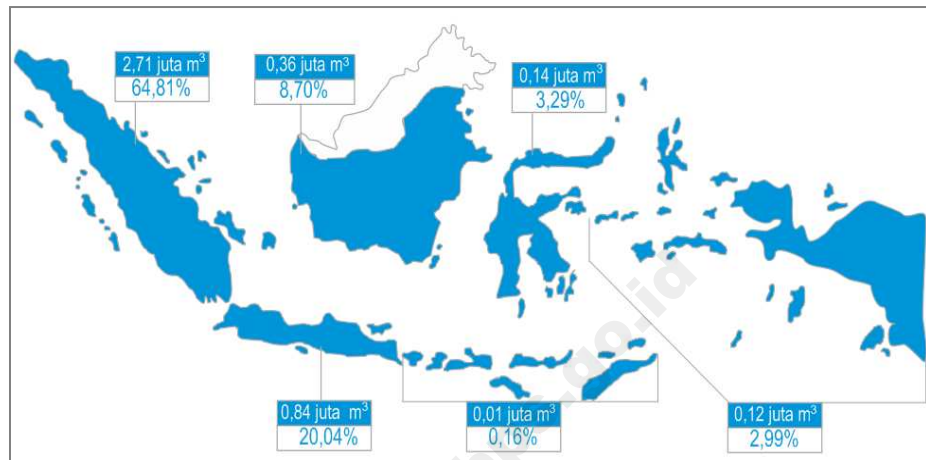 2,71 juta m³
64,81%
0,36 juta m³
8,70%
0,14 juta m³
3,29%
0,84 juta m³
20,04%
0,01 juta m³
0,16%
0,12 juta m³
2,99%